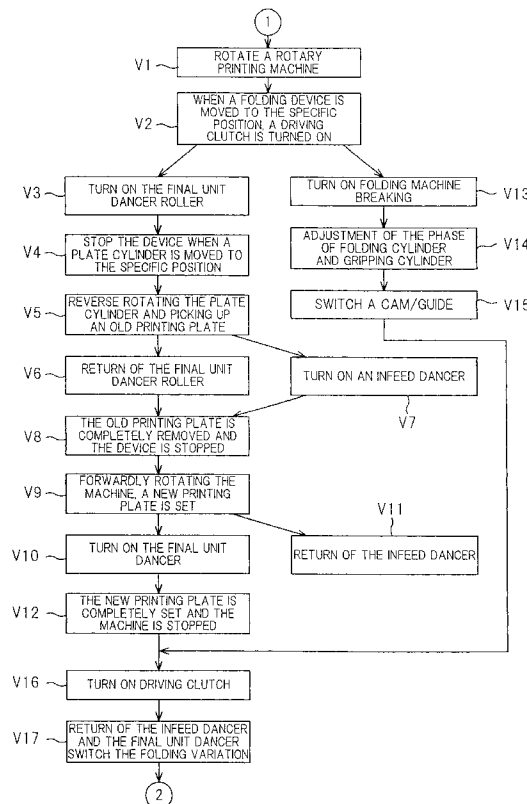 1
V1
ROTATE A ROTARY
PRINTING MACHINE
V2
WHEN A FOLDING DEVICE IS
MOVED TO THE SPECIFIC
POSITION, A DRIVING
CLUTCH IS TURNED ON
V3
TURN ON THE FINAL UNIT
DANCER ROLLER
TURN ON FOLDING MACHINE
BREAKING
V13
V4
STOP THE DEVICE WHEN A
PLATE CYLINDER IS MOVED TO
THE SPECIFIC POSITION
ADJUSTMENT OF THE PHASE
OF FOLDING CYLINDER
AND GRIPPING CYLINDER
V14
V5
REVERSE ROTATING THE PLATE
CYLINDER AND PICKING UP
AN OLD PRINTING PLATE
SWITCH A CAM/GUIDE
V15
V6
RETURN OF THE FINAL UNIT
DANCER ROLLER
TURN ON AN INFEED DANCER
V7
V8
THE OLD PRINTING PLATE IS
COMPLETELY REMOVED AND
THE DEVICE IS STOPPED
V9
FORWARDLY ROTATING THE
MACHINE, A NEW PRINTING
PLATE IS SET
V11
RETURN OF THE INFEED DANCER
V10
TURN ON THE FINAL UNIT
DANCER
V12
THE NEW PRINTING PLATE IS
COMPLETELY SET AND THE
MACHINE IS STOPPED
V16
TURN ON DRIVING CLUTCH
V17
RETURN OF THE INFEED DANCER
AND THE FINAL UNIT DANCER
SWITCH THE FOLDING VARIATION
2